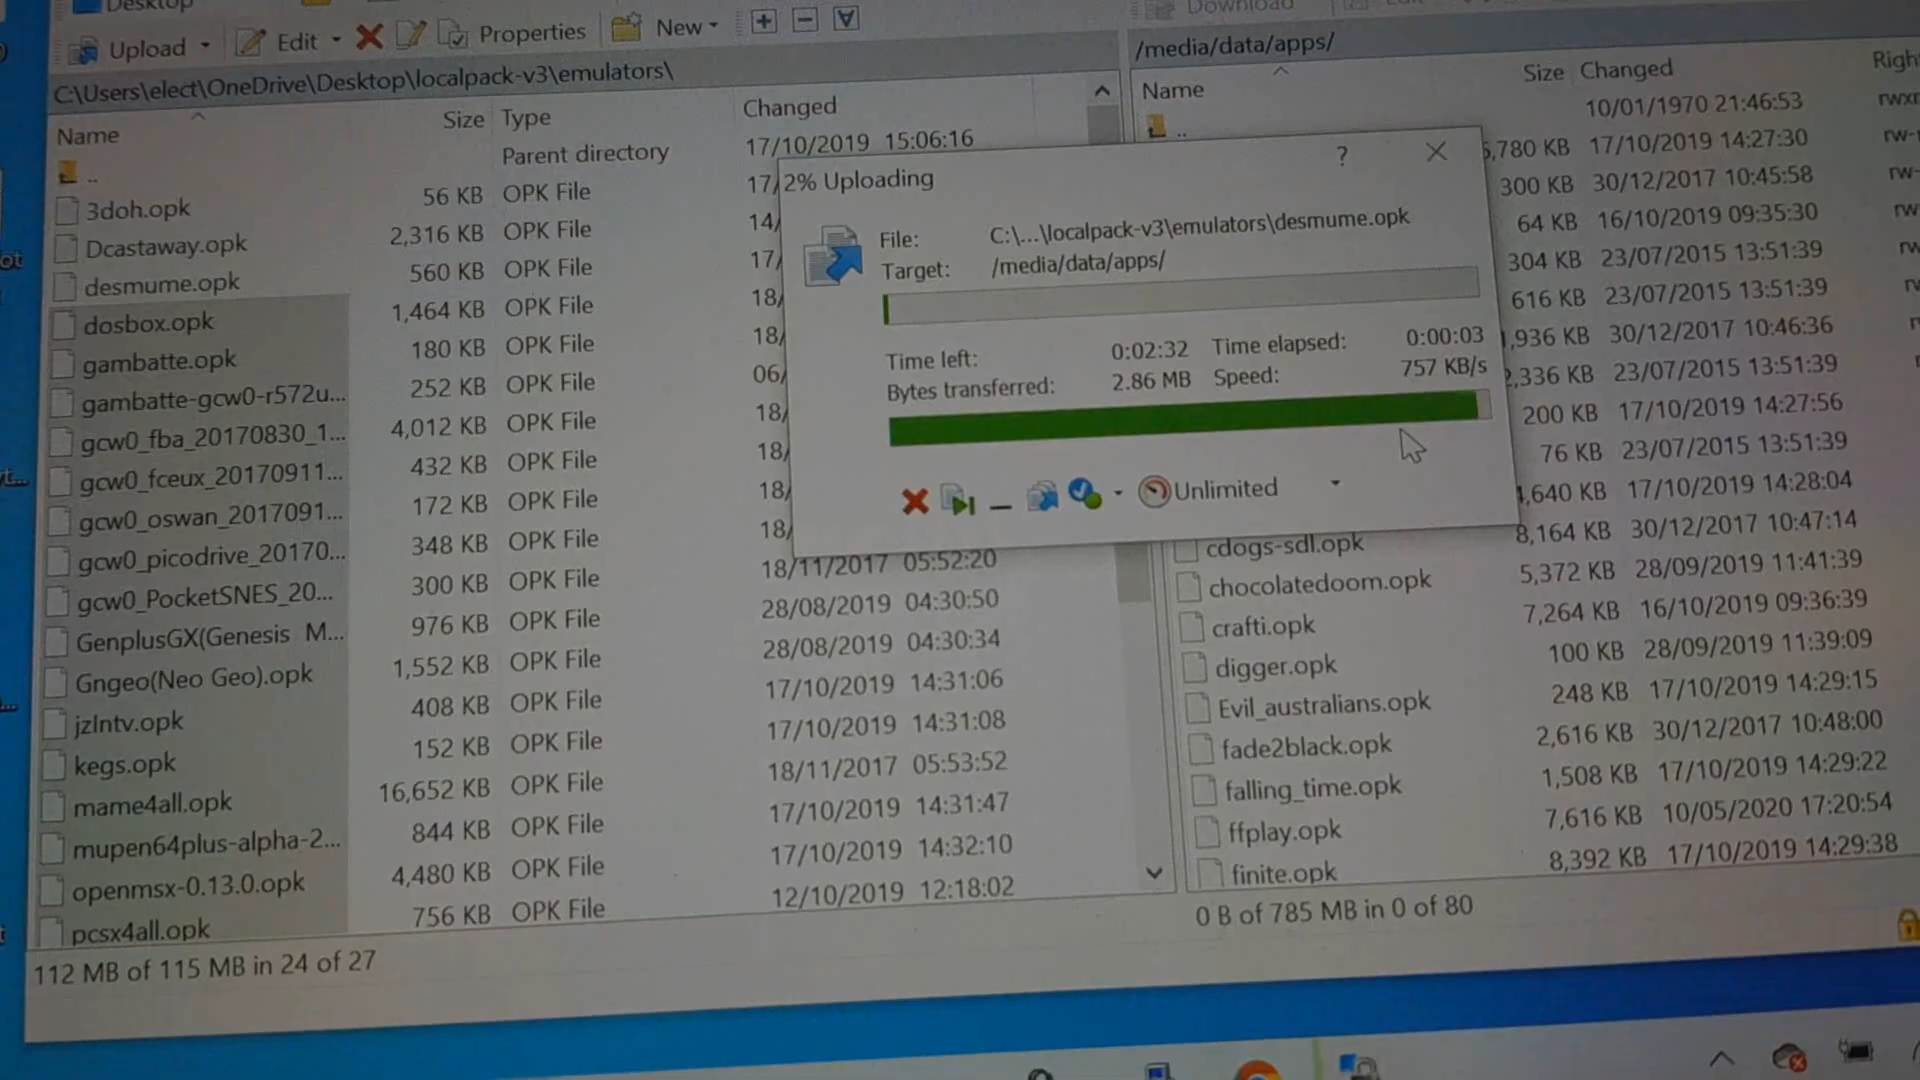 Desktop
Upload Edit Properties New
C:\Users\elect\OneDrive\Desktop\localpack-v3\emulators\
Name Size Type Changed
.. Parent directory 17/10/2019 15:06:16
3doh.opk 56 KB OPK File 17/
Dcastaway.opk 2,316 KB OPK File 14/
desmume.opk 560 KB OPK File 17/
dosbox.opk 1,464 KB OPK File 18/
gambatte.opk 180 KB OPK File 18/
gambatte-gcw0-r572u... 252 KB OPK File 06/
gcw0_fba_20170830_1... 4,012 KB OPK File 18/
gcw0_fceux_20170911... 432 KB OPK File 18/
gcw0_oswan_2017091... 172 KB OPK File 18/
gcw0_picodrive_20170... 348 KB OPK File 18/
gcw0_PocketSNES_20... 300 KB OPK File 18/11/2017 05:52:20
GenplusGX(Genesis M... 976 KB OPK File 28/08/2019 04:30:50
Gngeo(Neo Geo).opk 1,552 KB OPK File 28/08/2019 04:30:34
jzIntv.opk 408 KB OPK File 17/10/2019 14:31:06
kegs.opk 152 KB OPK File 17/10/2019 14:31:08
mame4all.opk 16,652 KB OPK File 18/11/2017 05:53:52
mupen64plus-alpha-2... 844 KB OPK File 17/10/2019 14:31:47
openmsx-0.13.0.opk 4,480 KB OPK File 17/10/2019 14:32:10
pcsx4all.opk 756 KB OPK File 12/10/2019 12:18:02
112 MB of 115 MB in 24 of 27
2% Uploading ?
File: C:\...\localpack-v3\emulators\desmume.opk
Target: /media/data/apps/
Time left: 0:02:32 Time elapsed: 0:00:03
Bytes transferred: 2.86 MB Speed: 757 KB/s
Unlimited
Download
/media/data/apps/
Name Size Changed Righ
.. 10/01/1970 21:46:53 rwxr
5,780 KB 17/10/2019 14:27:30 rw-r
300 KB 30/12/2017 10:45:58 rw-
64 KB 16/10/2019 09:35:30 rw
304 KB 23/07/2015 13:51:39 rw
616 KB 23/07/2015 13:51:39
1,936 KB 30/12/2017 10:46:36
2,336 KB 23/07/2015 13:51:39
200 KB 17/10/2019 14:27:56
76 KB 23/07/2015 13:51:39
,640 KB 17/10/2019 14:28:04
cdogs-sdl.opk 8,164 KB 30/12/2017 10:47:14
chocolatedoom.opk 5,372 KB 28/09/2019 11:41:39
crafti.opk 7,264 KB 16/10/2019 09:36:39
digger.opk 100 KB 28/09/2019 11:39:09
Evil_australians.opk 248 KB 17/10/2019 14:29:15
fade2black.opk 2,616 KB 30/12/2017 10:48:00
falling_time.opk 1,508 KB 17/10/2019 14:29:22
ffplay.opk 7,616 KB 10/05/2020 17:20:54
finite.opk 8,392 KB 17/10/2019 14:29:38
0 B of 785 MB in 0 of 80